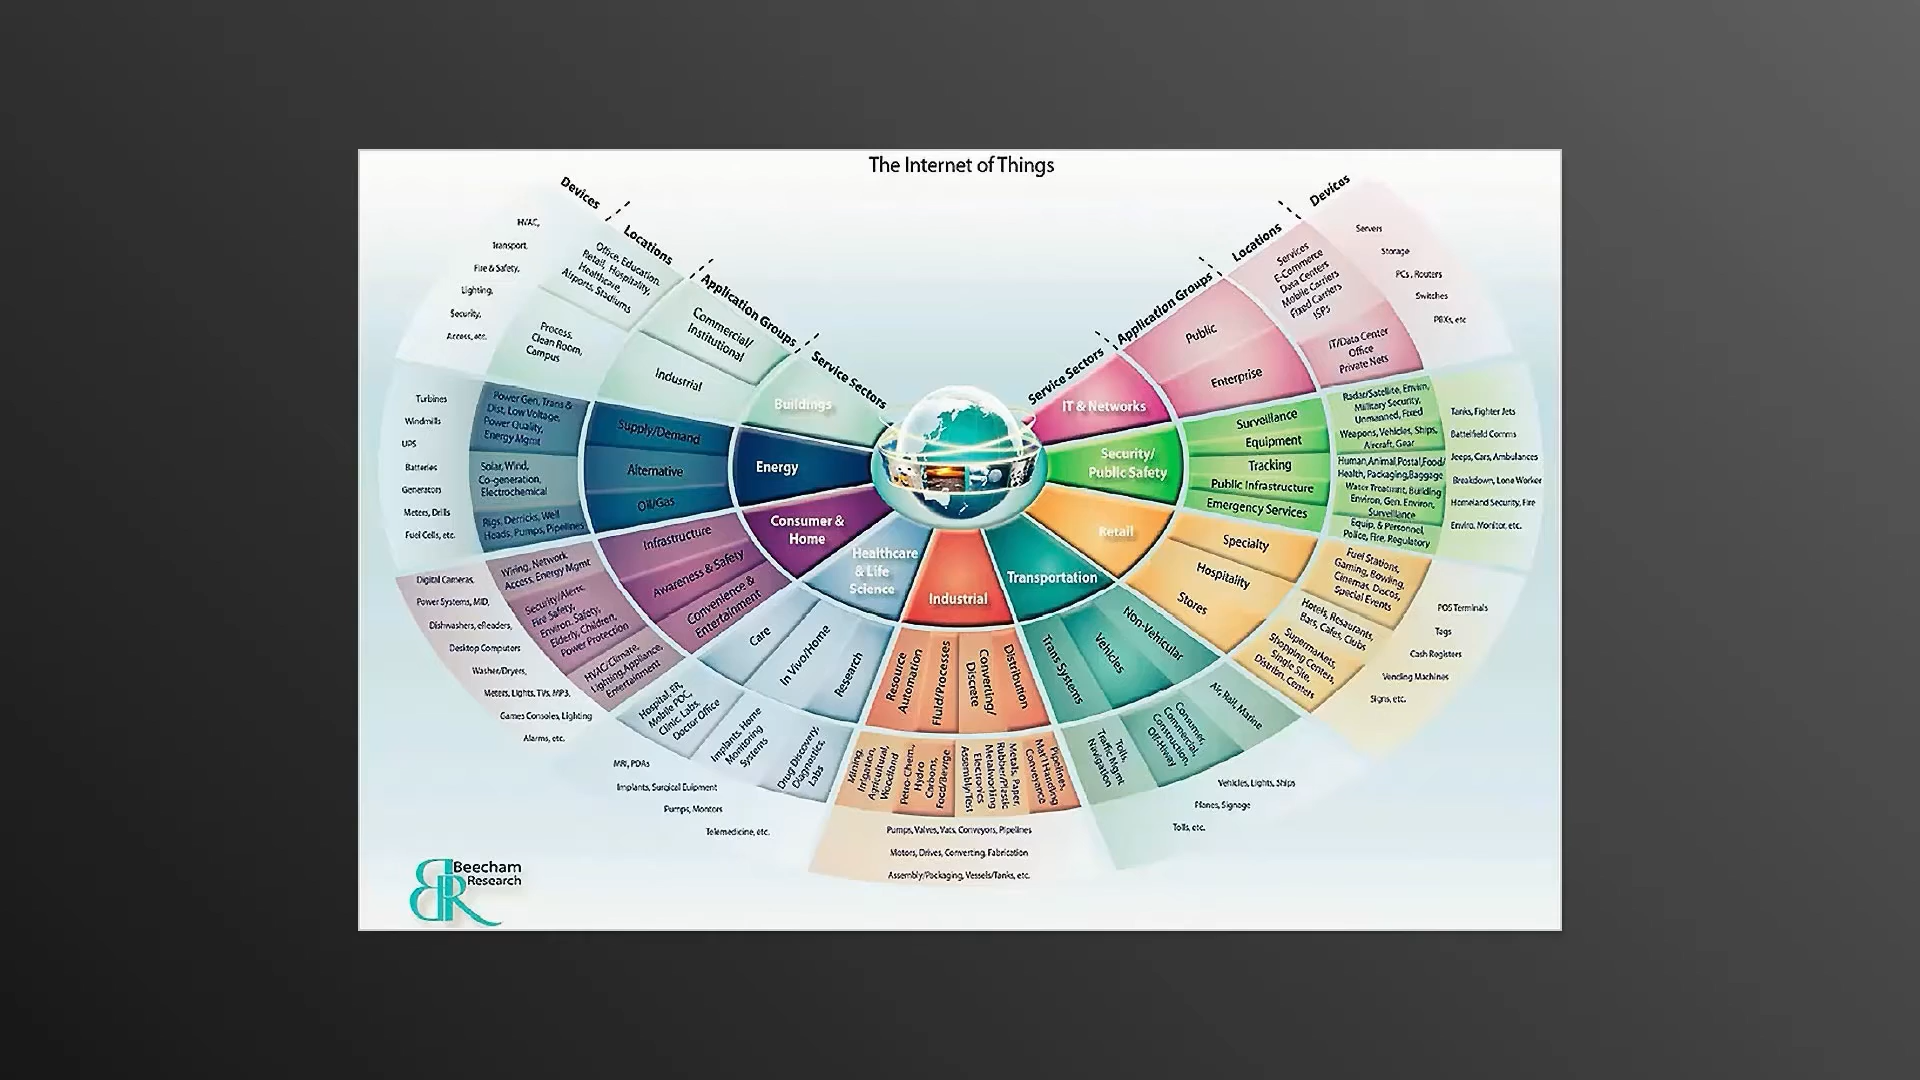 The Internet of Things
Devices
Locations
Application Groups
Service Sectors
Service Sectors
Application Groups
Locations
Devices
Buildings
Commercial/
Institutional
Industrial
Office, Education,
Retail, Hospitality,
Healthcare,
Airports, Stadiums
Process,
Clean Room,
Campus
HVAC,
Transport,
Fire & Safety,
Lighting,
Security,
Access, etc.
Energy
Supply/Demand
Alternative
Oil/Gas
Power Gen, Trans &
Dist, Low Voltage,
Power Quality,
Energy Mgmt
Solar, Wind,
Co-generation,
Electrochemical
Rigs, Derricks, Well
Heads, Pumps, Pipelines
Turbines
Windmills
UPS
Batteries
Generators
Meters, Drills
Fuel Cells, etc.
Consumer &
Home
Infrastructure
Awareness & Safety
Convenience &
Entertainment
Wiring, Network
Access, Energy Mgmt
Security/Alerts,
Fire Safety,
Environ. Safety,
Elderly, Children,
Power Protection
HVAC/Climate,
Lighting, Appliance,
Entertainment
Digital Cameras,
Power Systems, MID,
Dishwashers, eReaders,
Desktop Computers
Washer/Dryers,
Meters, Lights, TVs, MP3,
Games Consoles, Lighting
Alarms, etc.
Healthcare
& Life
Science
Care
In Vivo/Home
Research
Hospital, ER,
Mobile POC,
Clinic, Labs,
Doctor Office
Implants, Home
Monitoring
Systems
Drug Discovery,
Diagnostics,
Labs
MRI, PDAs
Implants, Surgical Euipment
Pumps, Monitors
Telemedicine, etc.
Industrial
Resource
Automation
Fluid/Processes
Converting/
Discrete
Distribution
Mining,
Irrigation,
Agricultural,
Woodland
Petro-Chem,
Hydro
Carbons,
Food/Bevrge
Metals, Paper,
Rubber/Plastic
Metalworking
Electronics
Assembly/Test
Pipelines,
Mat'l Handling
Conveyance
Pumps, Valves, Vats, Conveyors, Pipelines
Motors, Drives, Converting, Fabrication
Assembly/Packaging, Vessels/Tanks, etc.
Transportation
Trans Systems
Vehicles
Non-Vehicular
Tolls,
Traffic Mgmt
Navigation
Consumer,
Commercial,
Construction,
Off-Hiway
Air, Rail, Marine
Vehicles, Lights, Ships
Planes, Signage
Tolls, etc.
Retail
Specialty
Hospitality
Stores
Fuel Stations,
Gaming, Bowling,
Cinemas, Discos,
Special Events
Hotels, Restaurants,
Bars, Cafes, Clubs
Supermarkets,
Shopping Centers,
Single Site,
Distribn. Centers
POS Terminals
Tags
Cash Registers
Vending Machines
Signs, etc.
Security/
Public Safety
Surveillance
Equipment
Tracking
Public Infrastructure
Emergency Services
Radar/Satellite, Environ,
Military Security,
Unmanned, Fixed
Weapons, Vehicles, Ships,
Aircraft, Gear
Human,Animal,Postal,Food/
Health, Packaging,Baggage
Water Treatment, Building
Environ, Gen. Environ,
Surveillance
Equip, & Personnel,
Police, Fire, Regulatory
Tanks, Fighter Jets
Battelfield Comms
Jeeps, Cars, Ambulances
Breakdown, Lone Worker
Homeland Security, Fire
Enviro. Monitor, etc.
IT & Networks
Public
Enterprise
Services
E-Commerce
Data Centers
Mobile Carriers
Fixed Carriers
ISPS
IT/Data Center
Office
Private Nets
Servers
Storage
PCs, Routers
Switches
PBXs, etc
Beecham
Research
BR